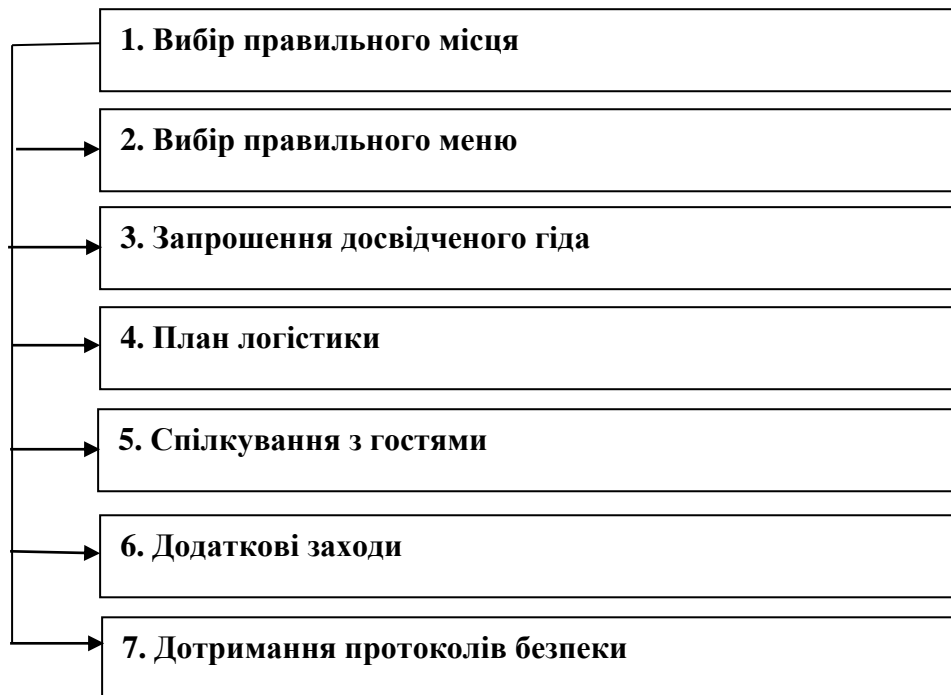 1. Вибір правильного місця
2. Вибір правильного меню
3. Запрошення досвідченого гіда
4. План логістики
5. Спілкування з гостями
6. Додаткові заходи
7. Дотримання протоколів безпеки